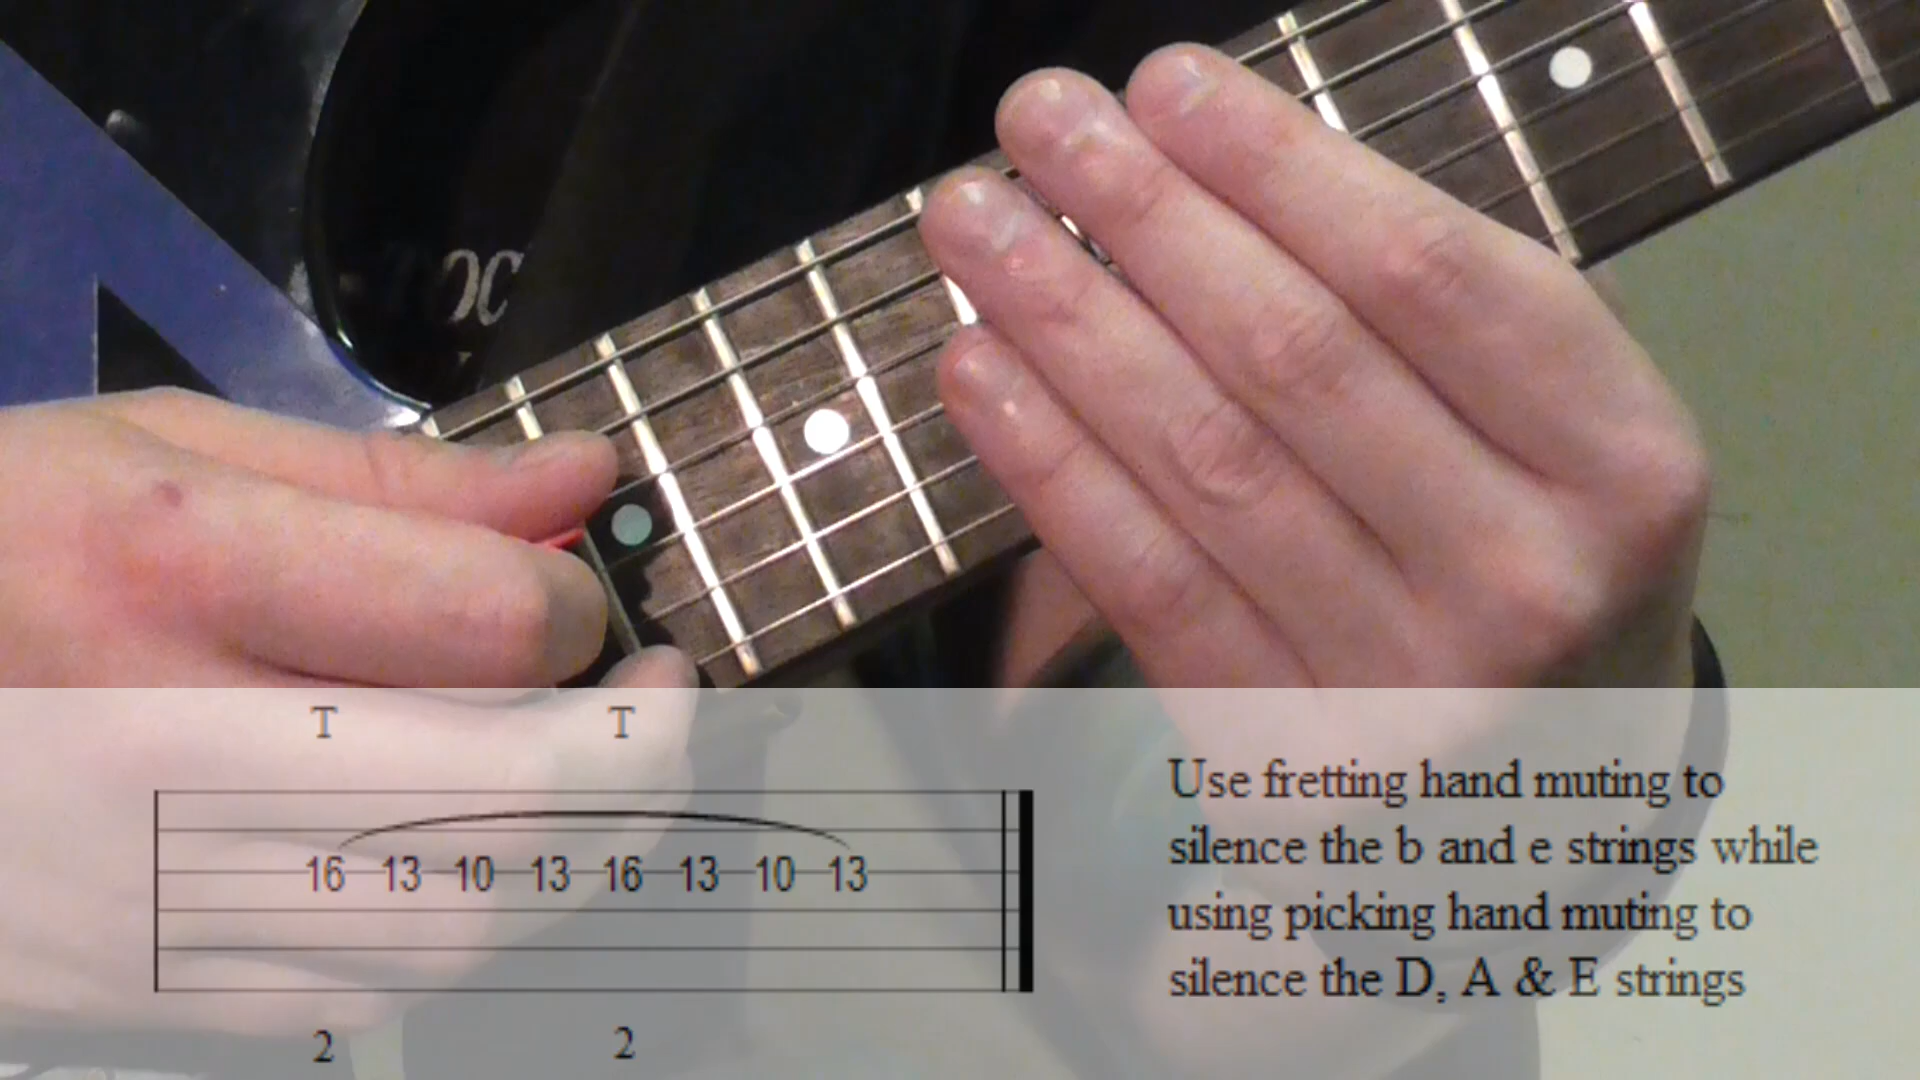 T T
16 13 10 13 16 13 10 13
2 2
Use fretting hand muting to
silence the b and e strings while
using picking hand muting to
silence the D, A & E strings